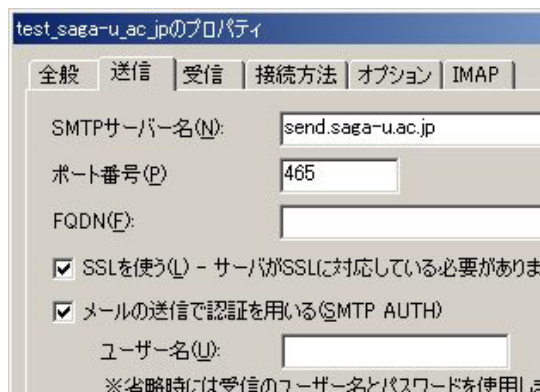 test_saga-u_ac_jpのプロパティ
全般 送信 受信 接続方法 オプション IMAP
SMTPサーバー名(N): send.saga-u.ac.jp
ポート番号(P) 465
FQDN(F):
SSLを使う(L) - サーバがSSLに対応している必要がありま
メールの送信で認証を用いる(SMTP AUTH)
ユーザー名(U):
※省略時には受信のユーザー名とパスワードを使用しま